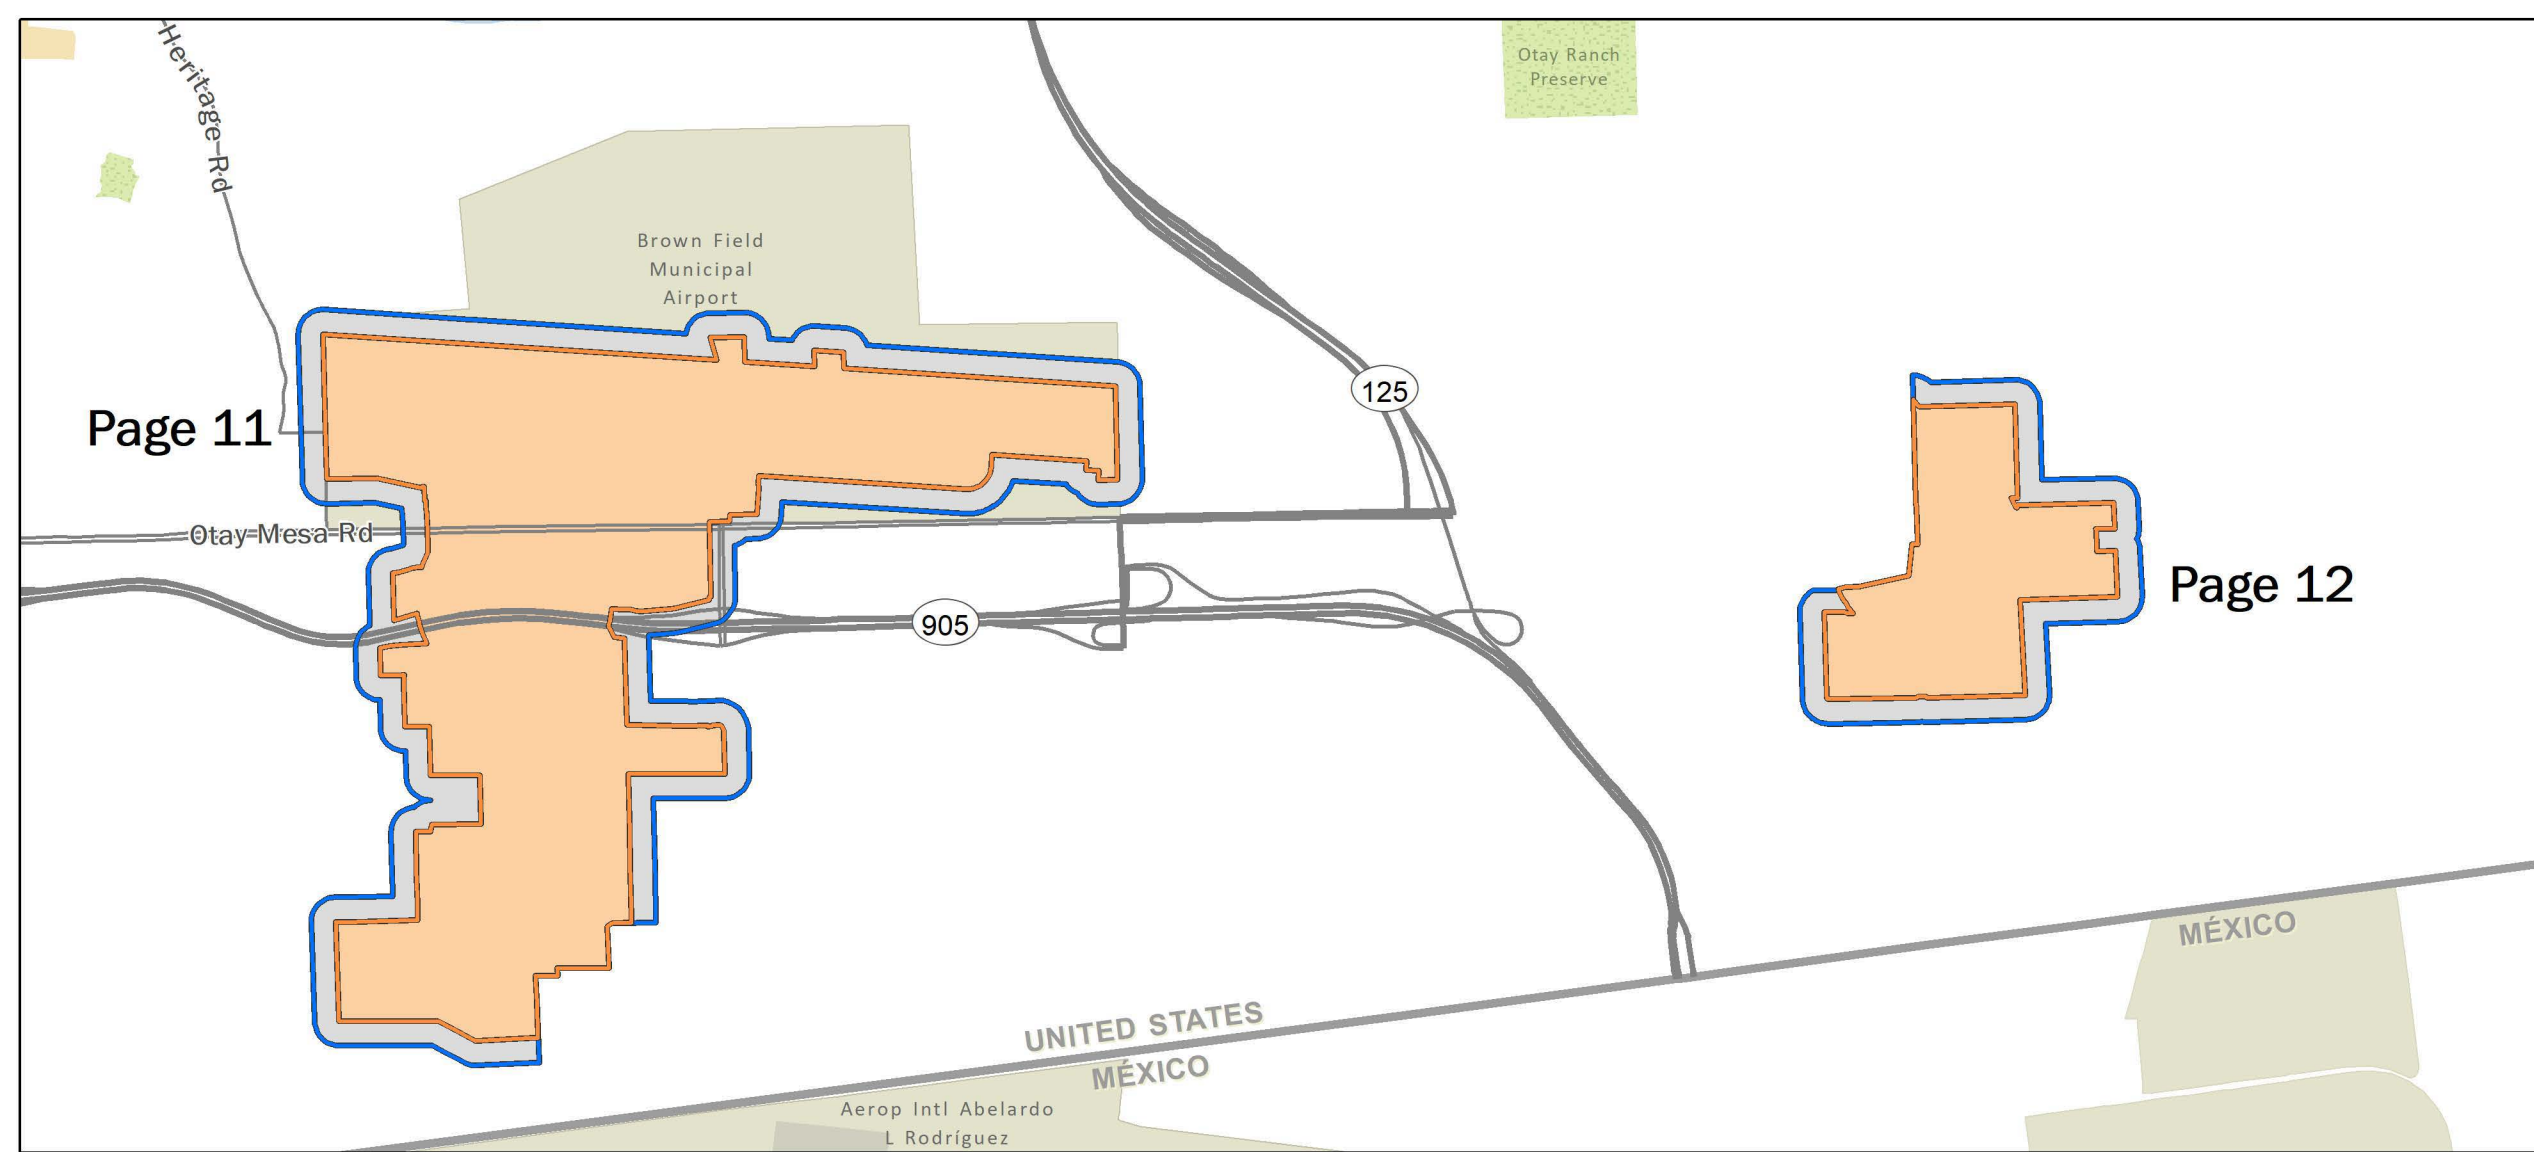 Heritage Rd
Otay Ranch
Preserve
Brown Field
Municipal
Airport
125
Page 11
Otay Mesa Rd
905
Page 12
MÉXICO
UNITED STATES
MÉXICO
Aerop Intl Abelardo
L Rodríguez